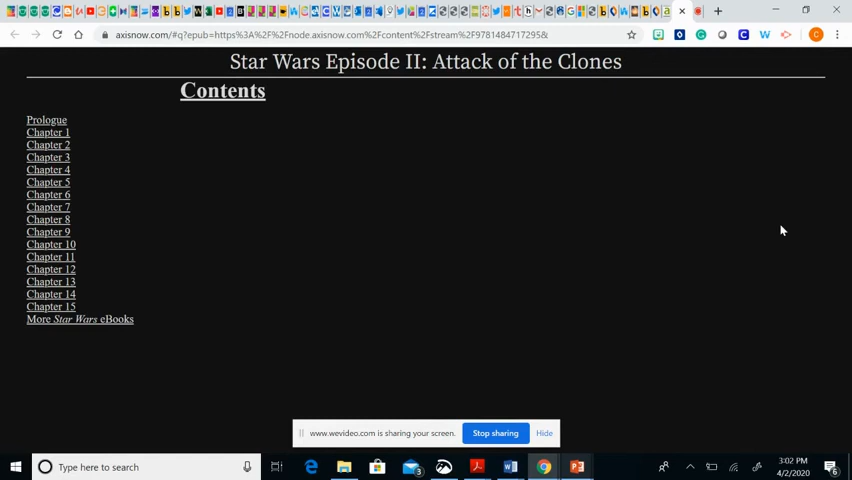 axisnow.com/#q?epub=https%3A%2F%2Fnode.axisnow.com%2Fcontent%2Fstream%2F9781484717295&
Star Wars Episode II: Attack of the Clones
Contents
Prologue
Chapter 1
Chapter 2
Chapter 3
Chapter 4
Chapter 5
Chapter 6
Chapter 7
Chapter 8
Chapter 9
Chapter 10
Chapter 11
Chapter 12
Chapter 13
Chapter 14
Chapter 15
More Star Wars eBooks
www.wevideo.com is sharing your screen.
Stop sharing
Hide
Type here to search
3:02 PM
4/2/2020